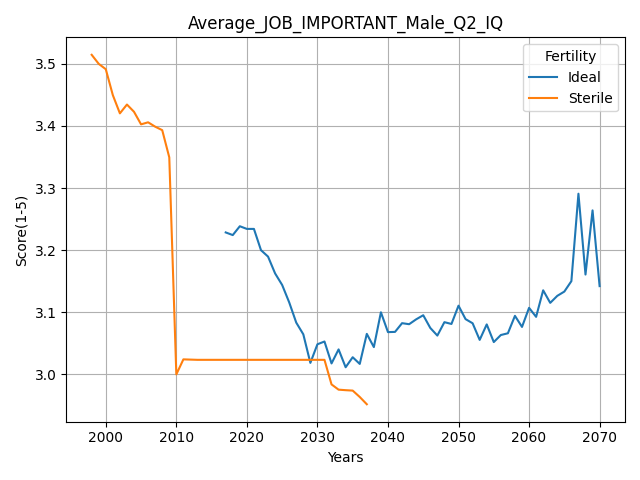 Average_JOB_IMPORTANT_Male_Q2_IQ
Score(1-5)
3.5
3.4
3.3
3.2
3.1
3.0
Fertility
Ideal
Sterile
2000 2010 2020 2030 2040 2050 2060 2070
Years